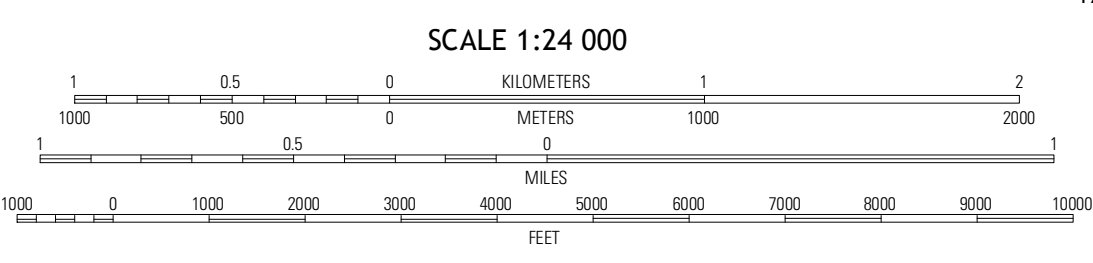 SCALE 1:24 000
1 0.5 0 KILOMETERS 1 2
1000 500 0 METERS 1000 2000
1 0.5 0 1
MILES
1000 0 1000 2000 3000 4000 5000 6000 7000 8000 9000 10000
FEET